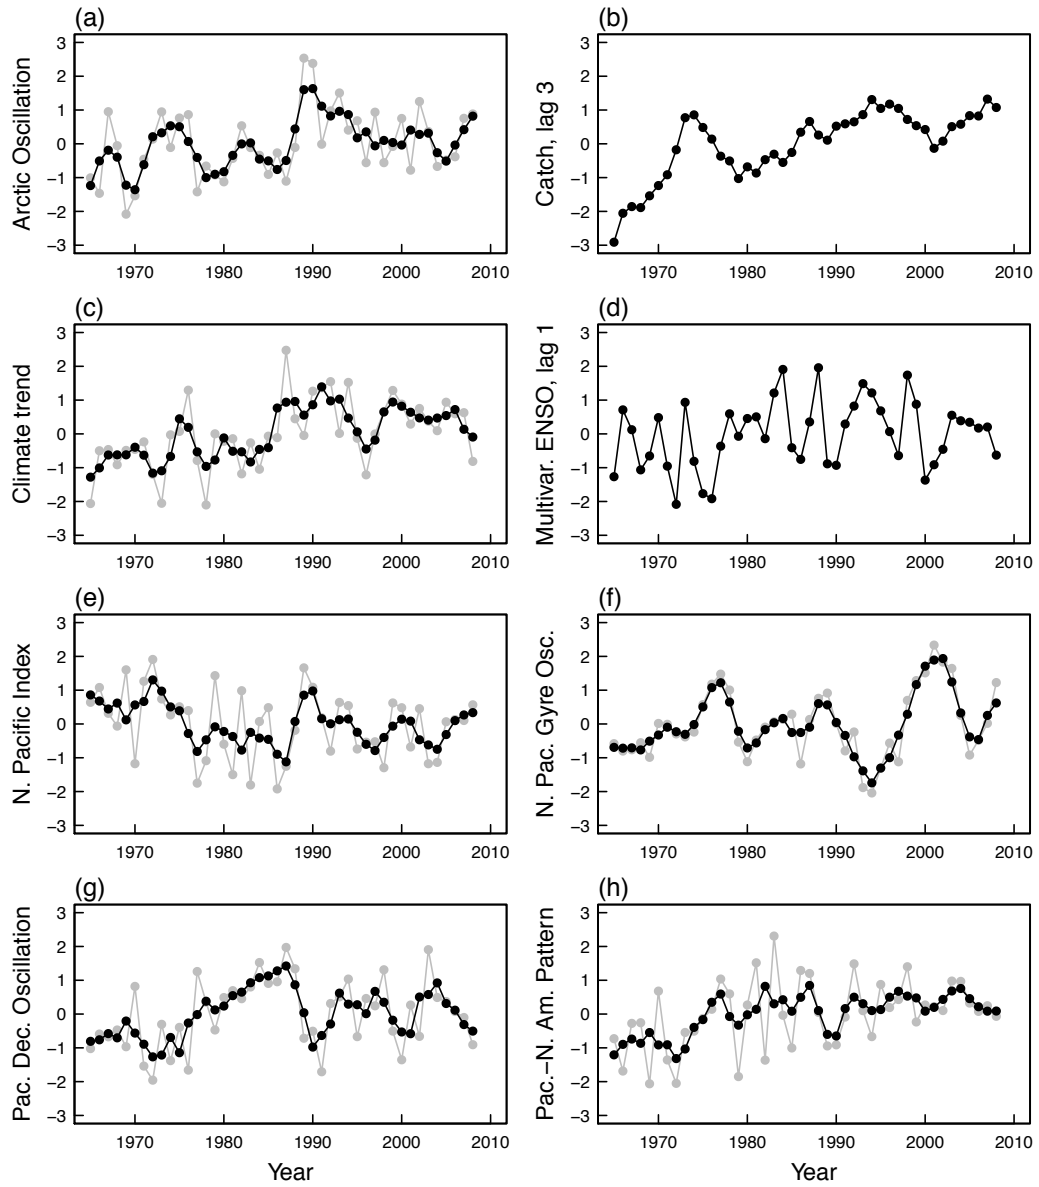 (a)
Arctic Oscillation
3
2
1
0
−1
−2
−3
1970 1980 1990 2000 2010
(b)
Catch, lag 3
3
2
1
0
−1
−2
−3
1970 1980 1990 2000 2010
(c)
Climate trend
3
2
1
0
−1
−2
−3
1970 1980 1990 2000 2010
(d)
Multivar. ENSO, lag 1
3
2
1
0
−1
−2
−3
1970 1980 1990 2000 2010
(e)
N. Pacific Index
3
2
1
0
−1
−2
−3
1970 1980 1990 2000 2010
(f)
N. Pac. Gyre Osc.
3
2
1
0
−1
−2
−3
1970 1980 1990 2000 2010
(g)
Pac. Dec. Oscillation
3
2
1
0
−1
−2
−3
1970 1980 1990 2000 2010
Year
(h)
Pac.−N. Am. Pattern
3
2
1
0
−1
−2
−3
1970 1980 1990 2000 2010
Year